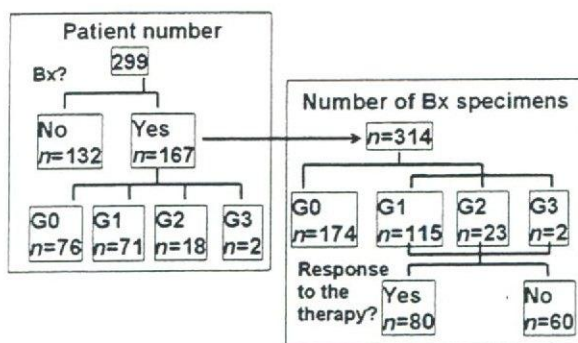 Patient number
299
Bx?
No
n=132
Yes
n=167
G0
n=76
G1
n=71
G2
n=18
G3
n=2
Number of Bx specimens
n=314
G0
n=174
G1
n=115
G2
n=23
G3
n=2
Response
to the
therapy?
Yes
n=80
No
n=60